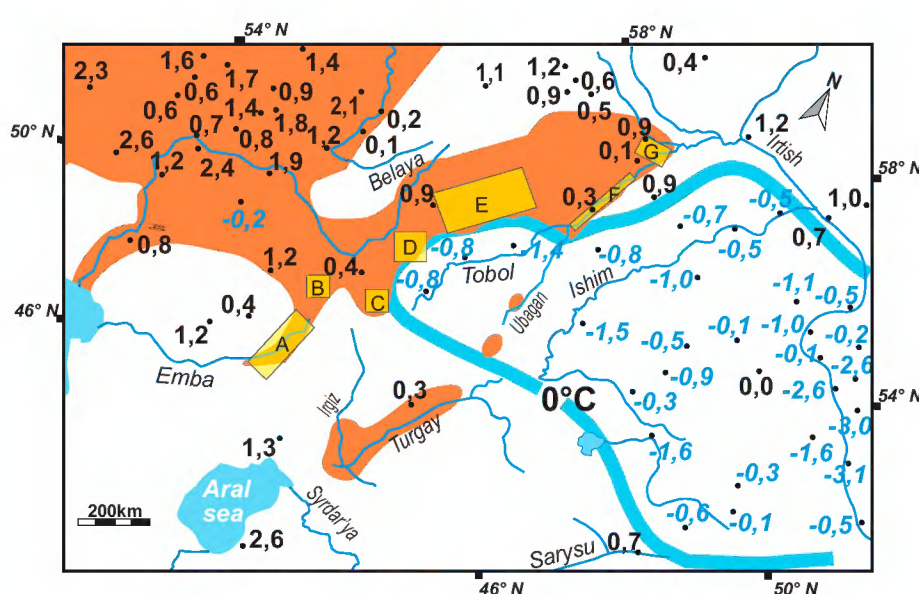 54° N
58° N
2,3
1,6
1,7
1,4
0,6
0,6
0,9
1,4
1,8
2,1
0,2
1,1
1,2
0,6
0,9
0,5
0,4
50° N
0,7
0,8
1,2
0,1
2,6
1,2
2,4
1,9
Belaya
0,9
0,1
G
1,2
Irtish
N
58° N
-0,2
0,9
E
0,3
F
0,9
-0,5
1,0
0,8
1,2
0,4
D
-0,8
-1,4
-0,8
-0,7
-0,5
0,7
B
C
-0,8
Tobol
Ishim
-1,0
-1,1
-0,5
46° N
0,4
1,2
A
Emba
Ubagan
-1,5
-0,5
-0,1
-1,0
-0,2
-0,1
Irgiz
0,3
Turgay
0°C
-0,3
-0,9
0,0
-2,6
-2,6
54° N
1,3
-1,6
-1,6
-3,0
-3,1
Aral
sea
Syrdar'ya
-0,3
200km
2,6
-0,6
-0,1
-0,5
Sarysu
0,7
46° N
50° N